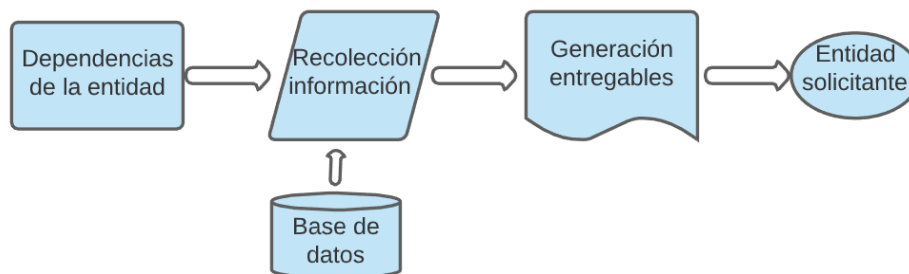 Dependencias
de la entidad
Recolección
información
Generación
entregables
Entidad
solicitante
Base de
datos